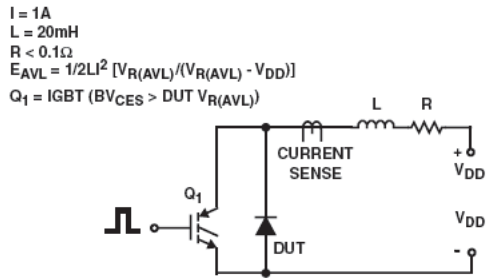 I = 1A
L = 20mH
R < 0.1Ω
EAVL = 1/2LI² [VR(AVL)/(VR(AVL) - VDD)]
Q1 = IGBT (BVCES > DUT VR(AVL))
L R
CURRENT
SENSE
+
VDD
Q1
VDD
DUT
-